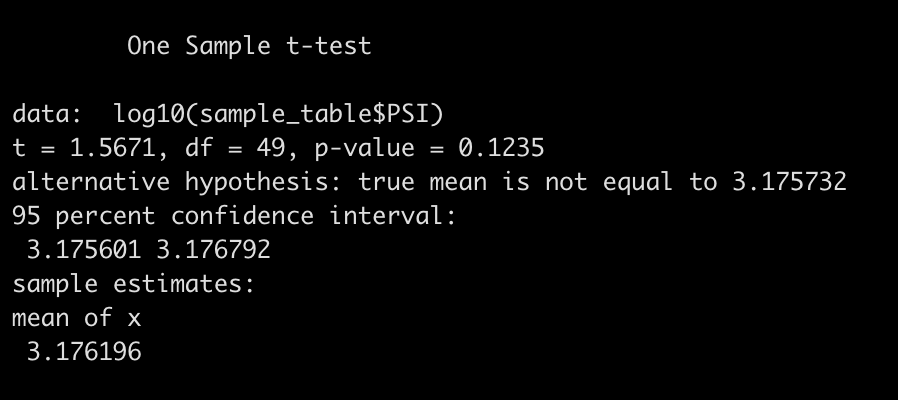 One Sample t-test
data:  log10(sample_table$PSI)
t = 1.5671, df = 49, p-value = 0.1235
alternative hypothesis: true mean is not equal to 3.175732
95 percent confidence interval:
 3.175601 3.176792
sample estimates:
mean of x
 3.176196